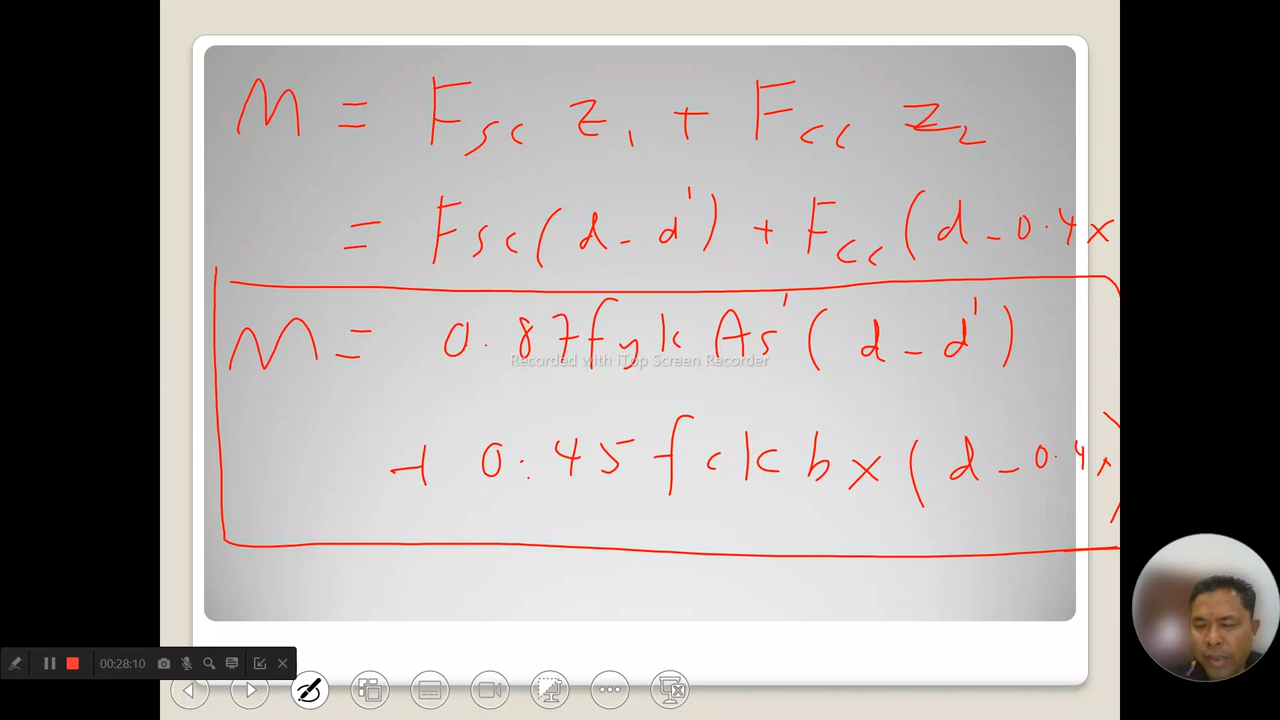 M = Fsc z1 + Fcc z2
= Fsc(d - d') + Fcc(d - 0.4x
M = 0.87fyk As'(d - d')
Recorded with iTop Screen Recorder
+ 0.45 fck b x (d - 0.4x)
00:28:10